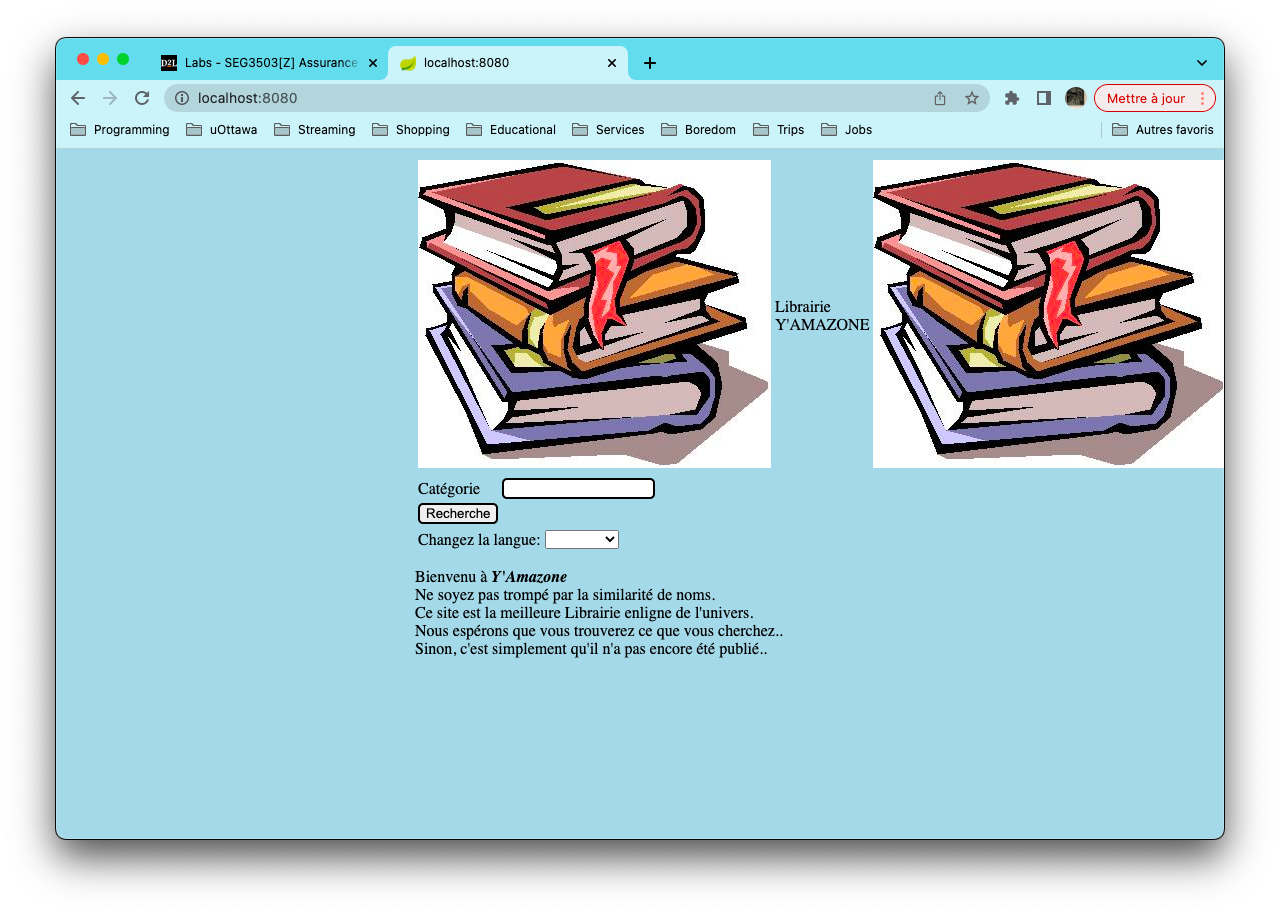 D2L Labs - SEG3503[Z] Assurance
localhost:8080
localhost:8080
Mettre à jour
Programming
uOttawa
Streaming
Shopping
Educational
Services
Boredom
Trips
Jobs
Autres favoris
Librairie
Y'AMAZONE
Catégorie
Recherche
Changez la langue:
Bienvenu à Y'Amazone
Ne soyez pas trompé par la similarité de noms.
Ce site est la meilleure Librairie enligne de l'univers.
Nous espérons que vous trouverez ce que vous cherchez..
Sinon, c'est simplement qu'il n'a pas encore été publié..